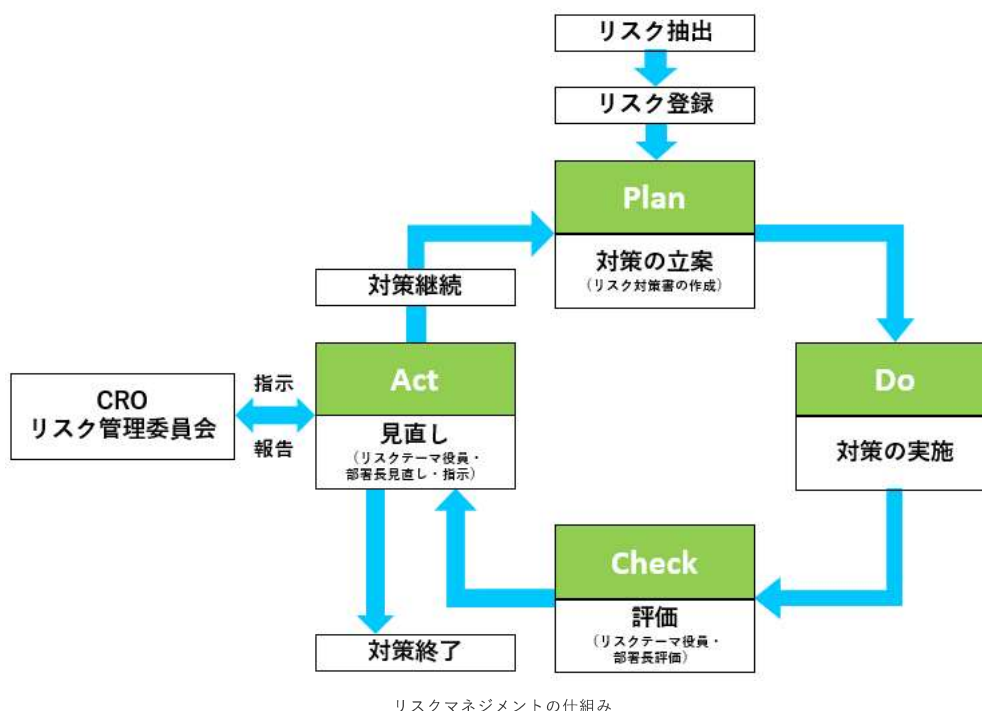 リスク抽出
リスク登録
Plan
対策の立案
（リスク対策書の作成）
対策継続
Act
見直し
（リスクテーマ役員・
部署長見直し・指示）
Do
対策の実施
CRO
リスク管理委員会
指示
報告
Check
評価
（リスクテーマ役員・
部署長評価）
対策終了
リスクマネジメントの仕組み